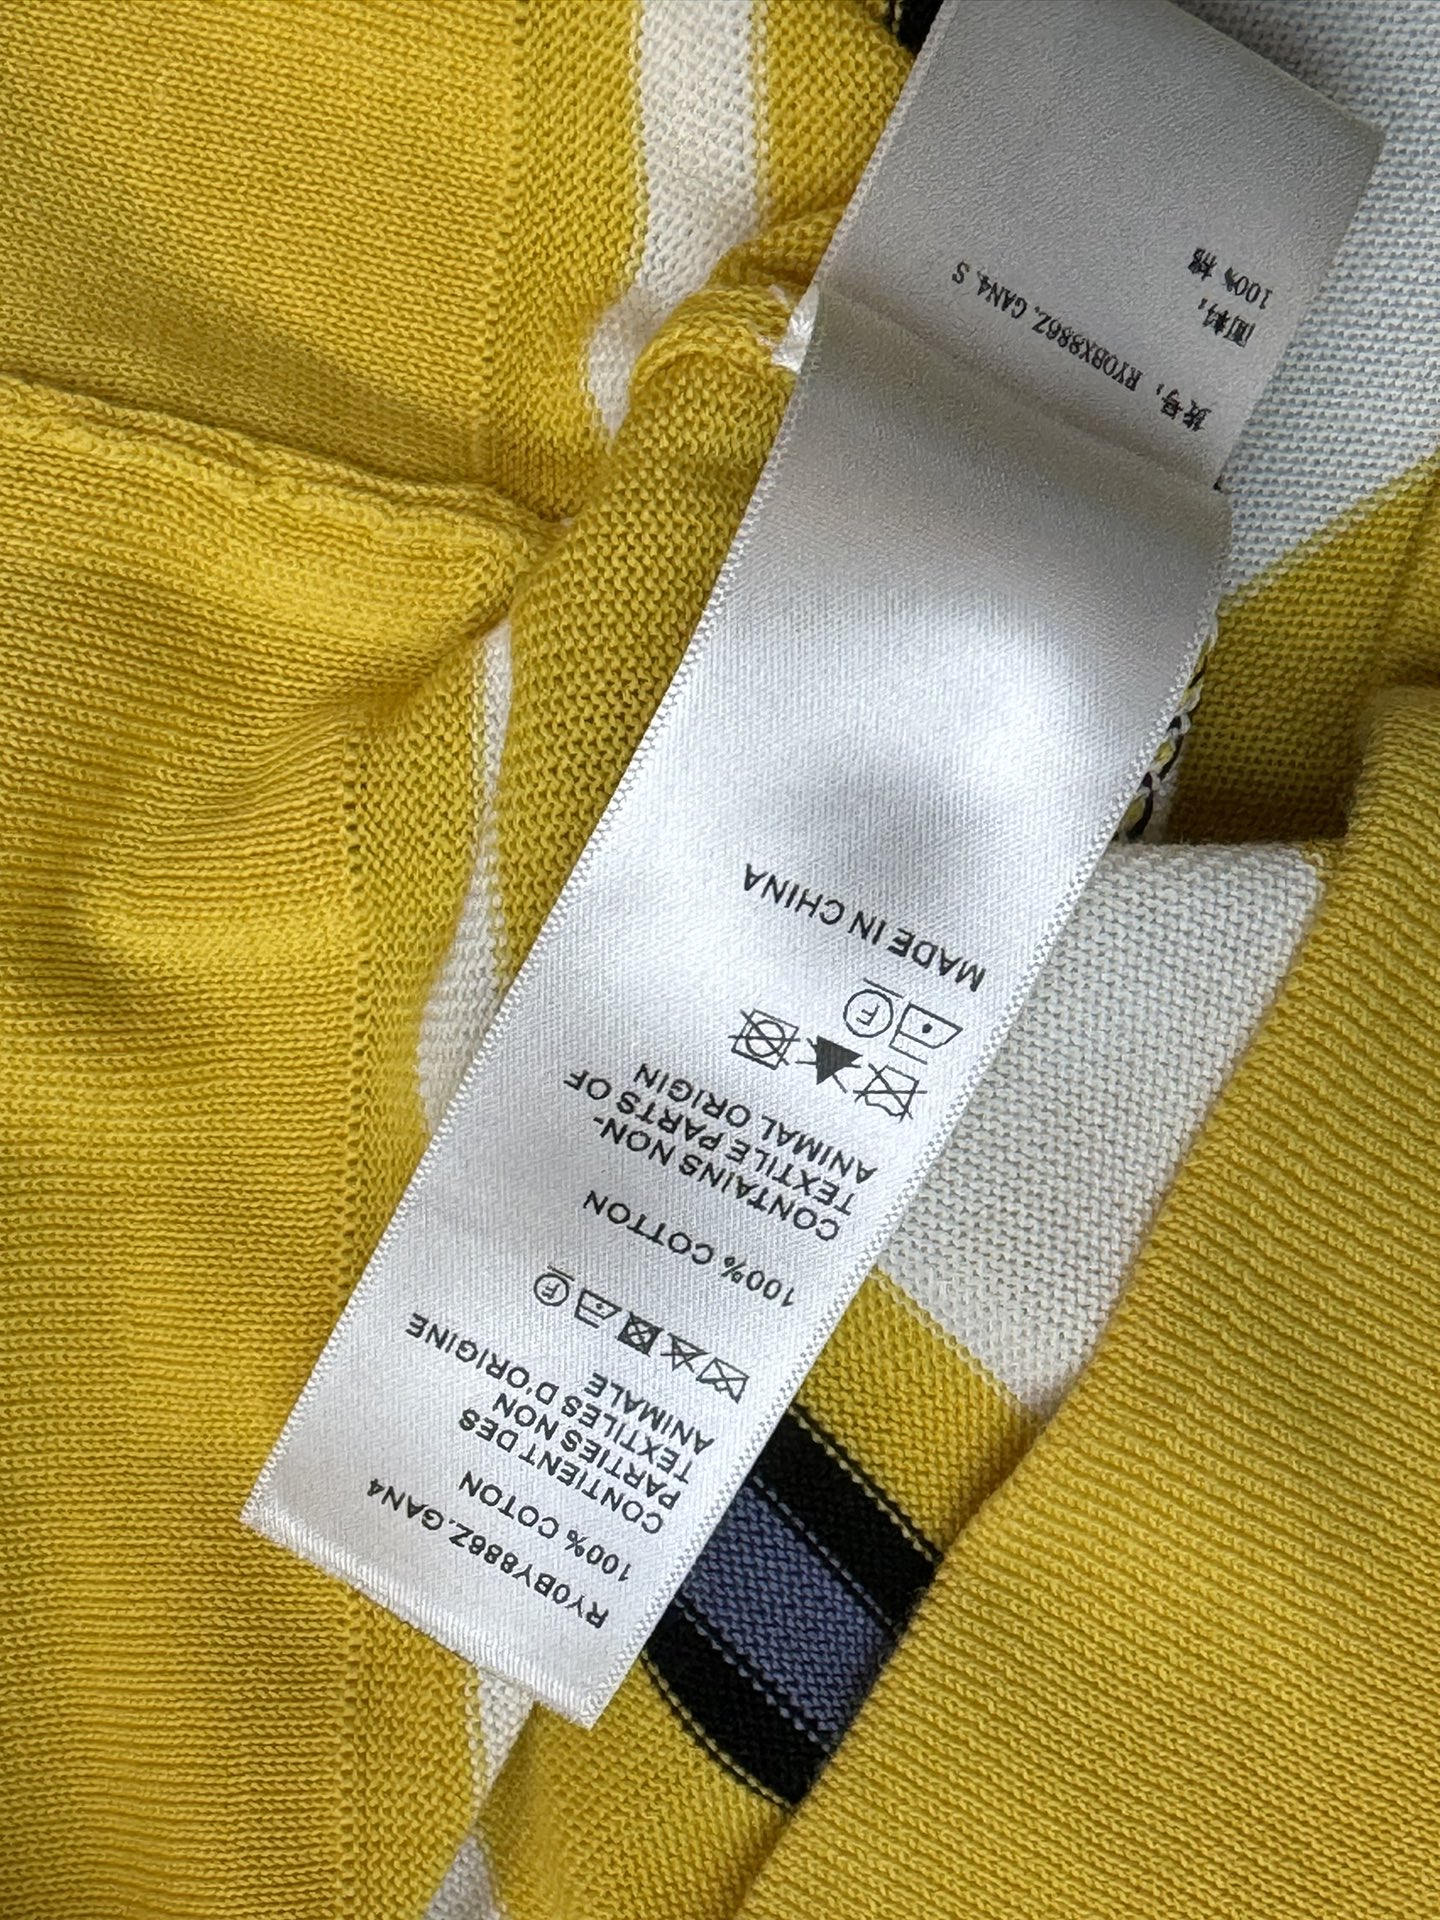 RY0BY886Z.GAN4
100% COTON
CONTIENT DES
PARTIES NON
TEXTILES D'ORIGINE
ANIMALE
F
100% COTTON
CONTAINS NON-
TEXTILE PARTS OF
ANIMAL ORIGIN
F
MADE IN CHINA
货号: RY0BX886Z. GAN4. S
面料:
100% 棉